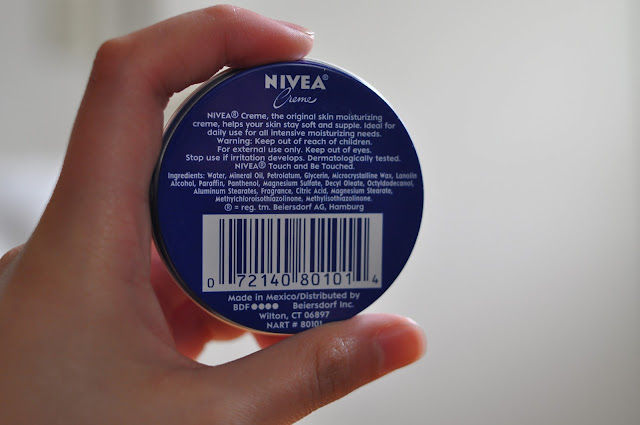 NIVEA®
Creme
NIVEA® Creme, the original skin moisturizing
creme, helps your skin stay soft and supple. Ideal for
daily use for all intensive moisturizing needs.
Warning: Keep out of reach of children.
For external use only. Keep out of eyes.
Stop use if irritation develops. Dermatologically tested.
NIVEA® Touch and Be Touched.
Ingredients: Water, Mineral Oil, Petrolatum, Glycerin, Microcrystalline Wax, Lanolin
Alcohol, Paraffin, Panthenol, Magnesium Sulfate, Decyl Oleate, Octyldodecanol,
Aluminum Stearates, Fragrance, Citric Acid, Magnesium Stearate,
Methylchloroisothiazolinone, Methylisothiazolinone.
® = reg. tm. Beiersdorf AG, Hamburg
0 72140 80101 4
Made in Mexico/Distributed by
BDF●●●● Beiersdorf Inc.
Wilton, CT 06897
NART # 80101